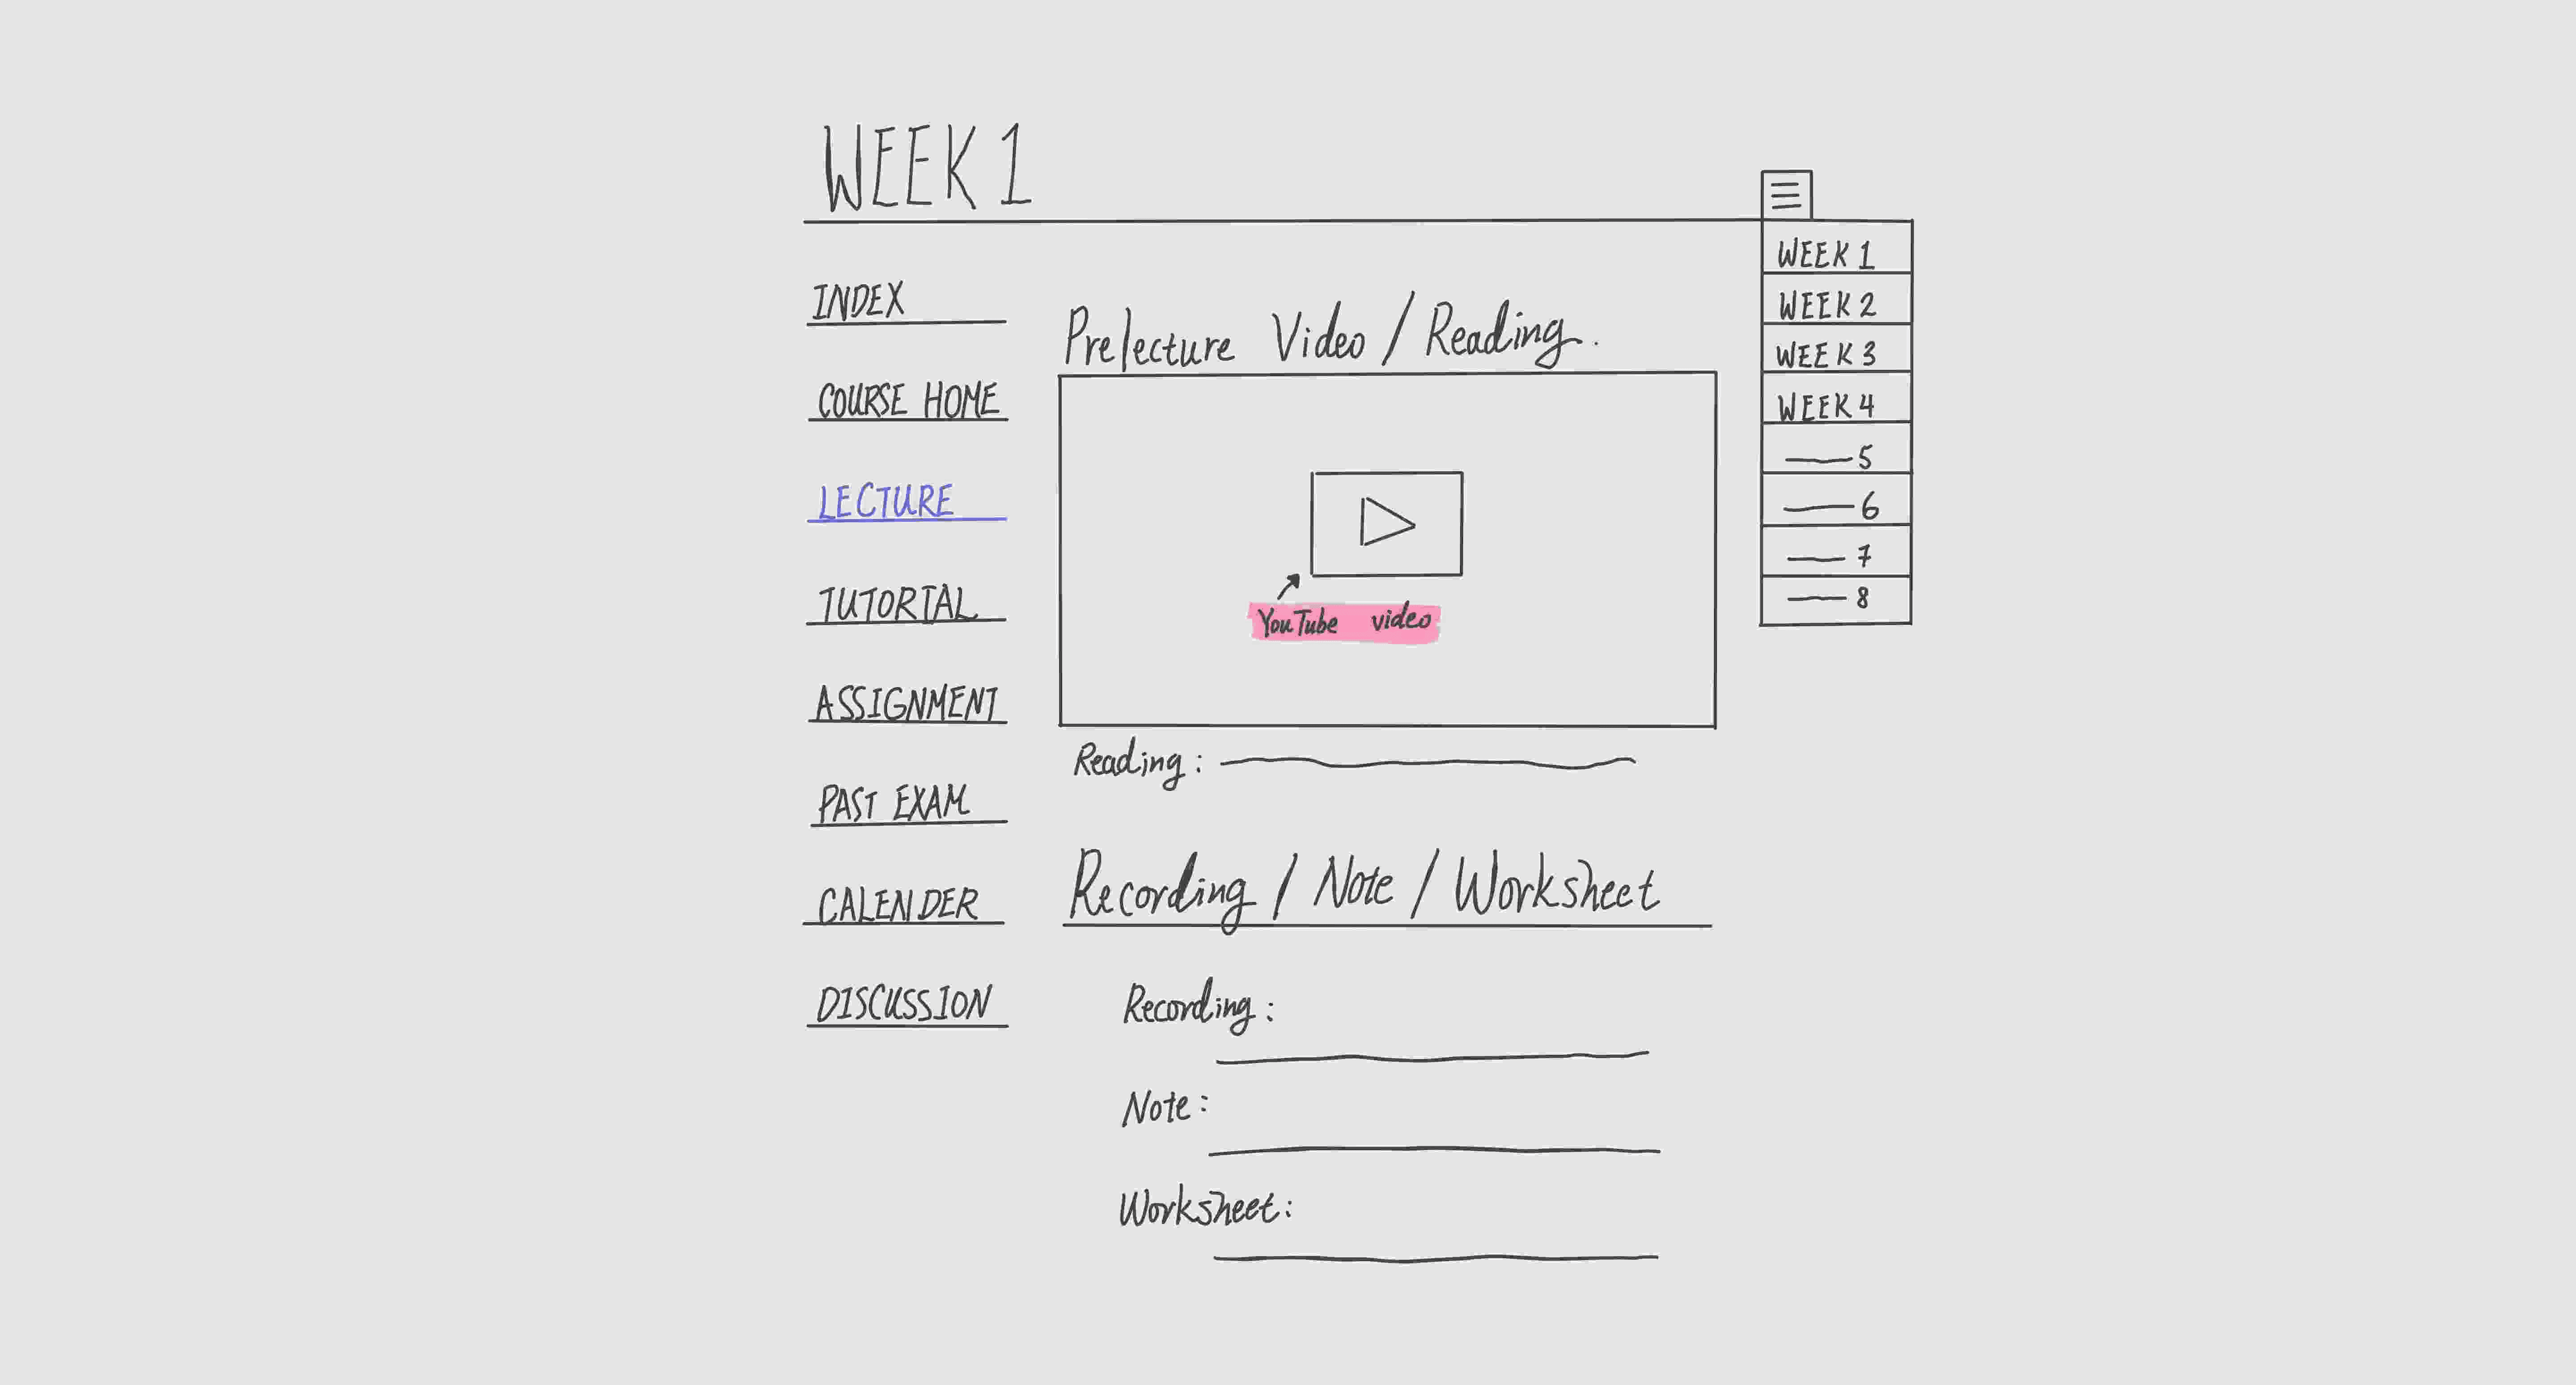 WEEK 1
INDEX
COURSE HOME
LECTURE
TUTORIAL
ASSIGNMENT
PAST EXAM
CALENDER
DISCUSSION
Prelecture Video / Reading.
YouTube video
Reading:
Recording / Note / Worksheet
Recording:
Note:
Worksheet:
WEEK 1
WEEK 2
WEEK 3
WEEK 4
5
6
7
8